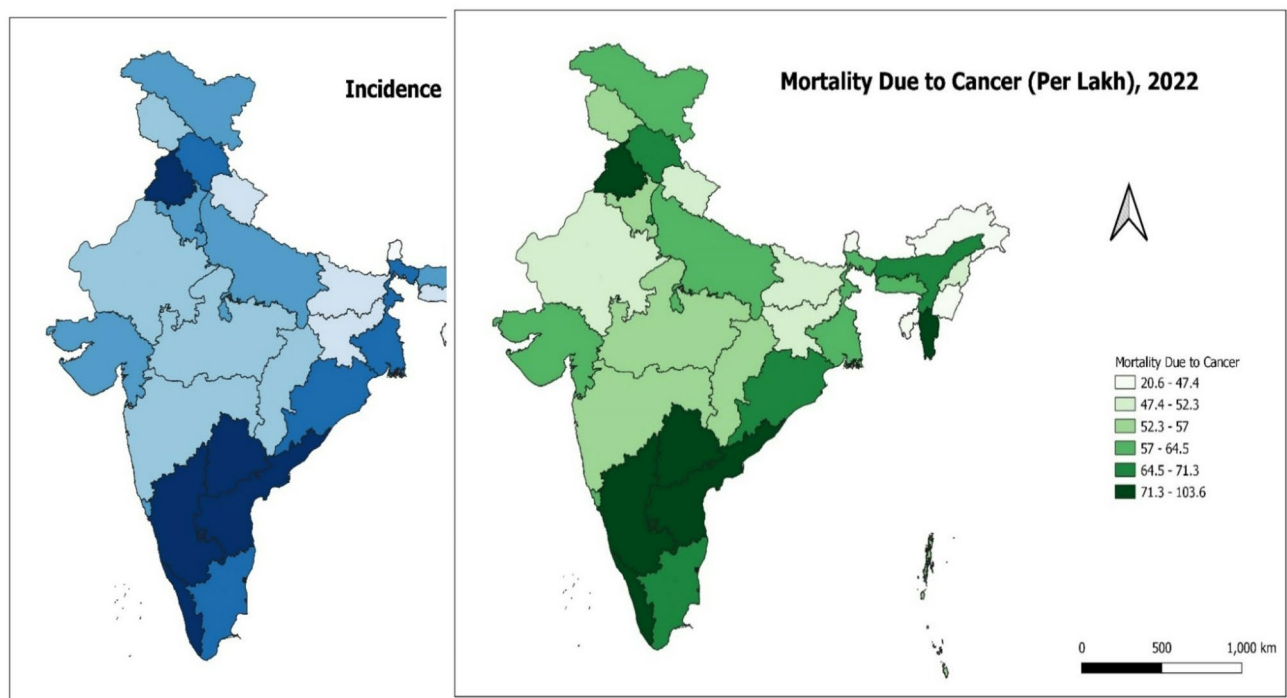 Incidence
Mortality Due to Cancer (Per Lakh), 2022
Mortality Due to Cancer
20.6 - 47.4
47.4 - 52.3
52.3 - 57
57 - 64.5
64.5 - 71.3
71.3 - 103.6
0 500 1,000 km